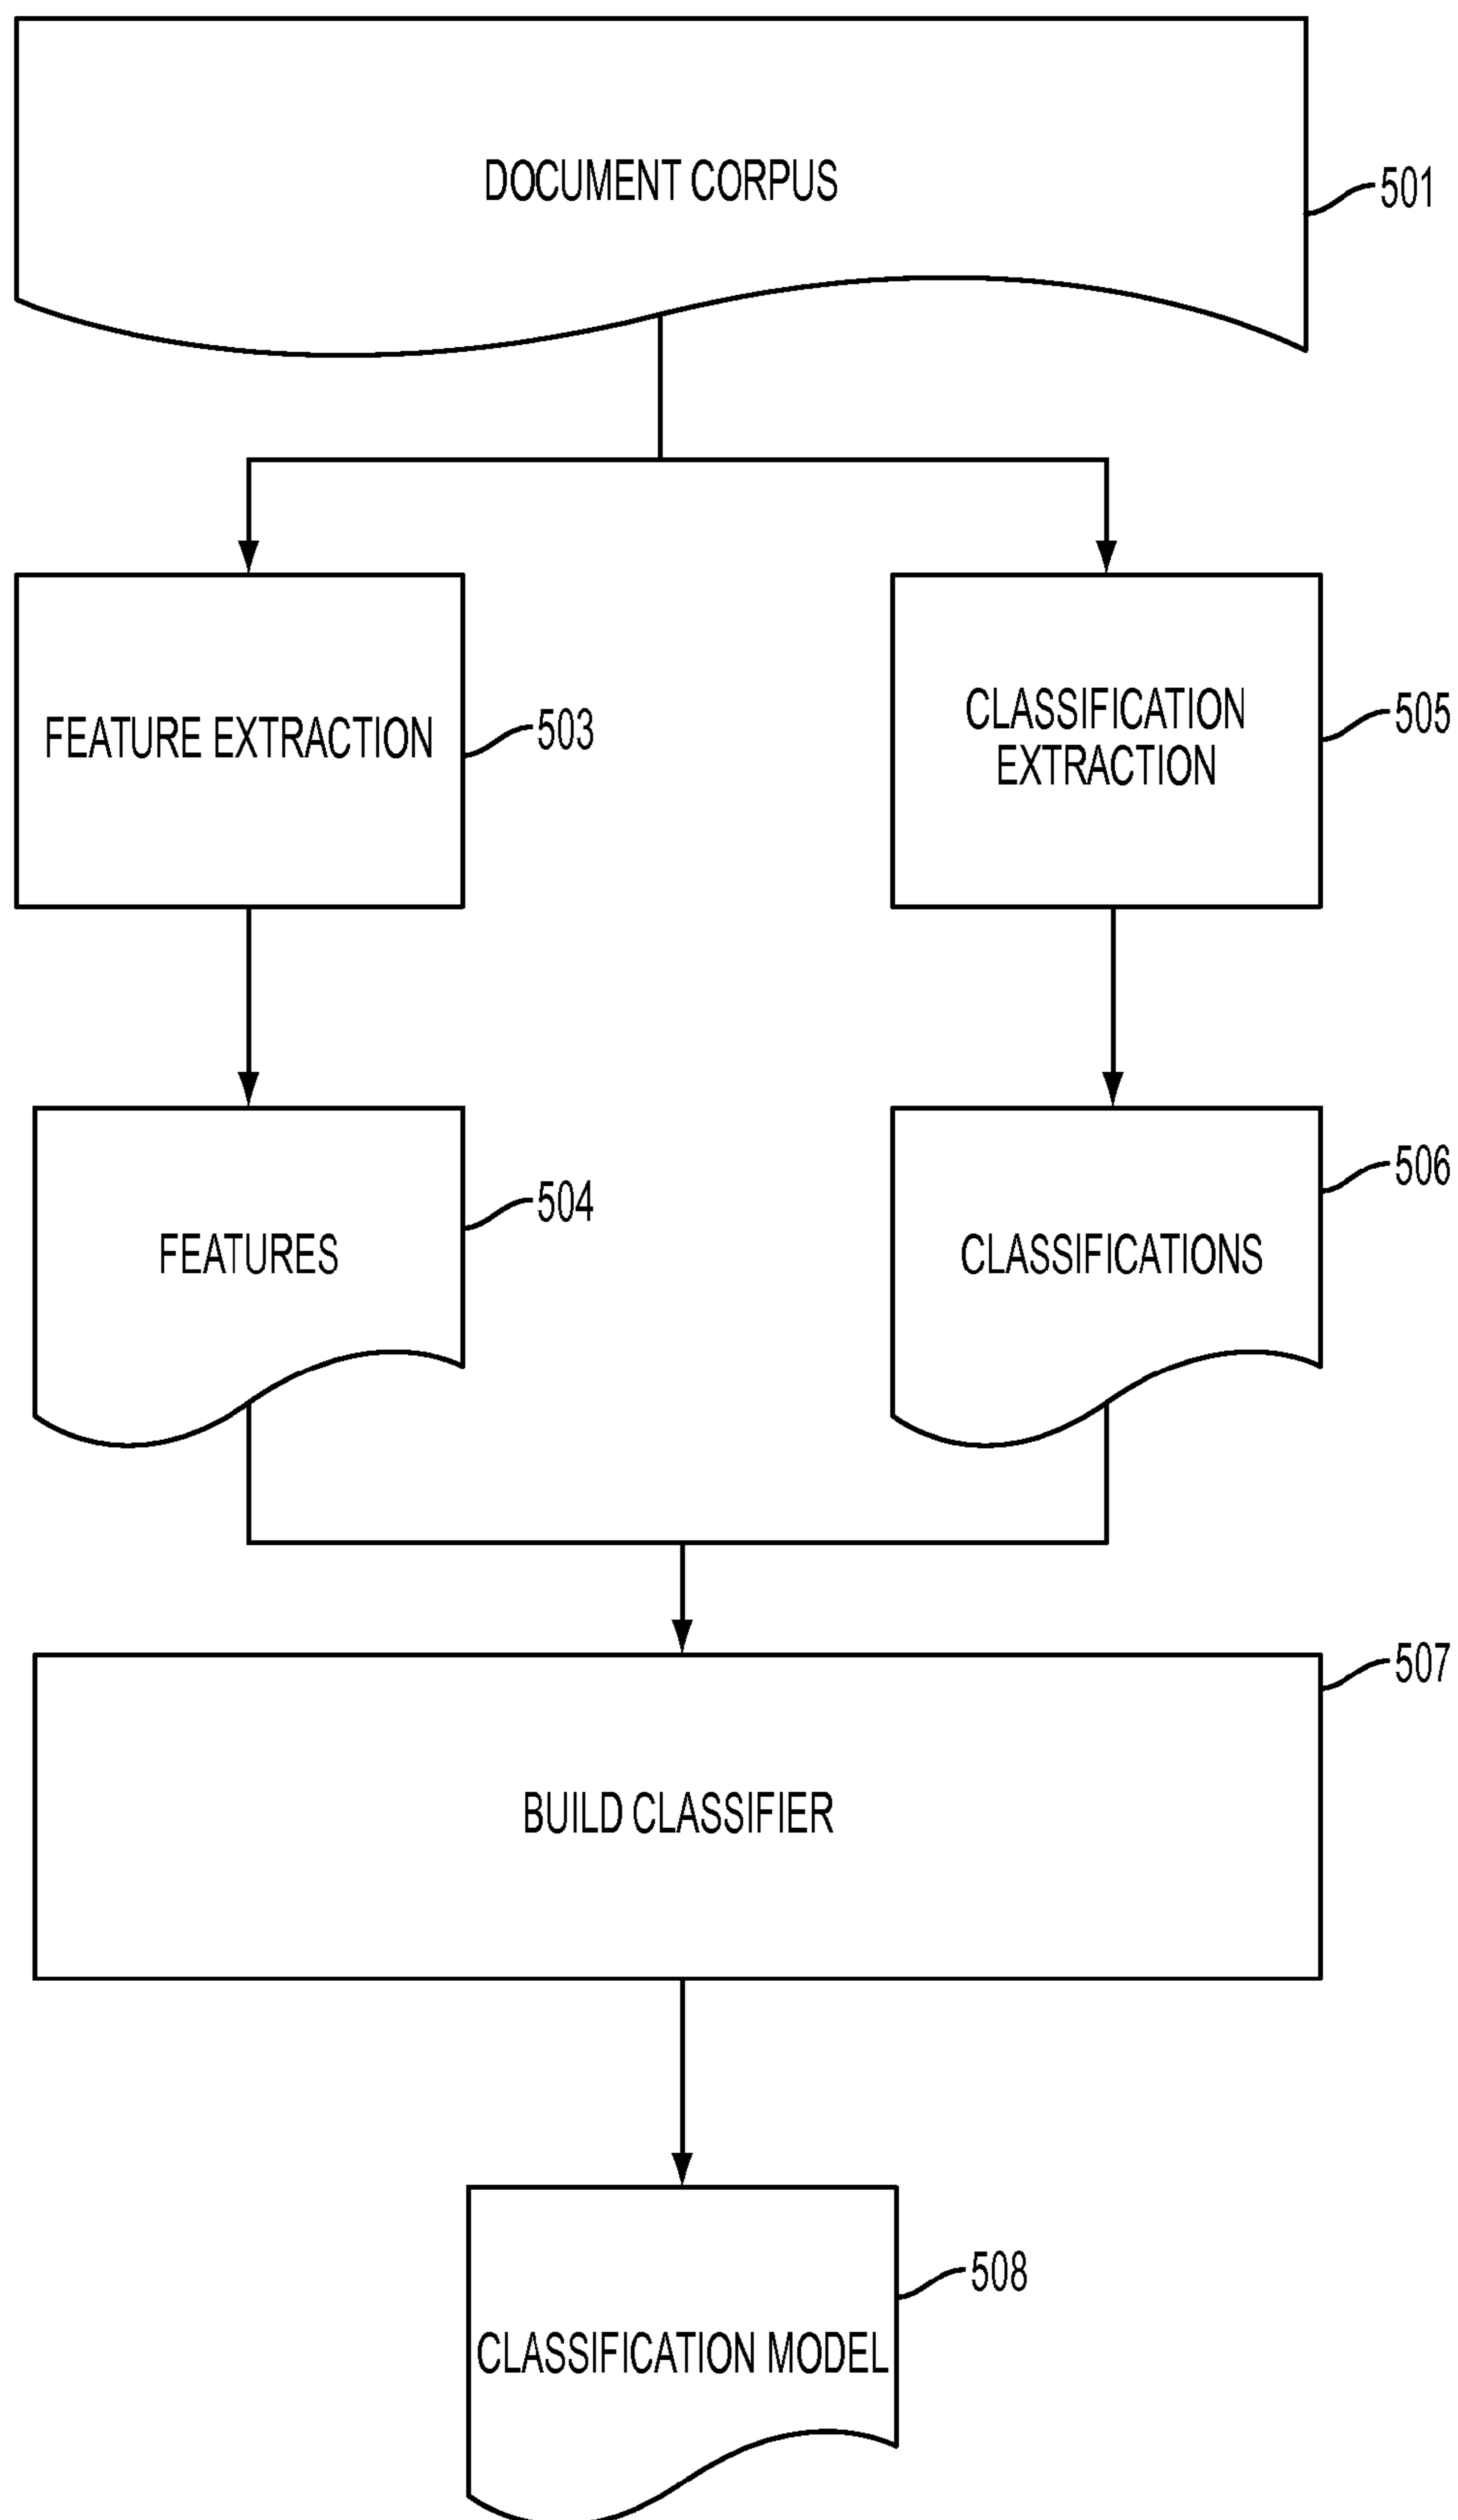 DOCUMENT CORPUS
501
FEATURE EXTRACTION
503
CLASSIFICATION
EXTRACTION
505
FEATURES
504
CLASSIFICATIONS
506
BUILD CLASSIFIER
507
CLASSIFICATION MODEL
508